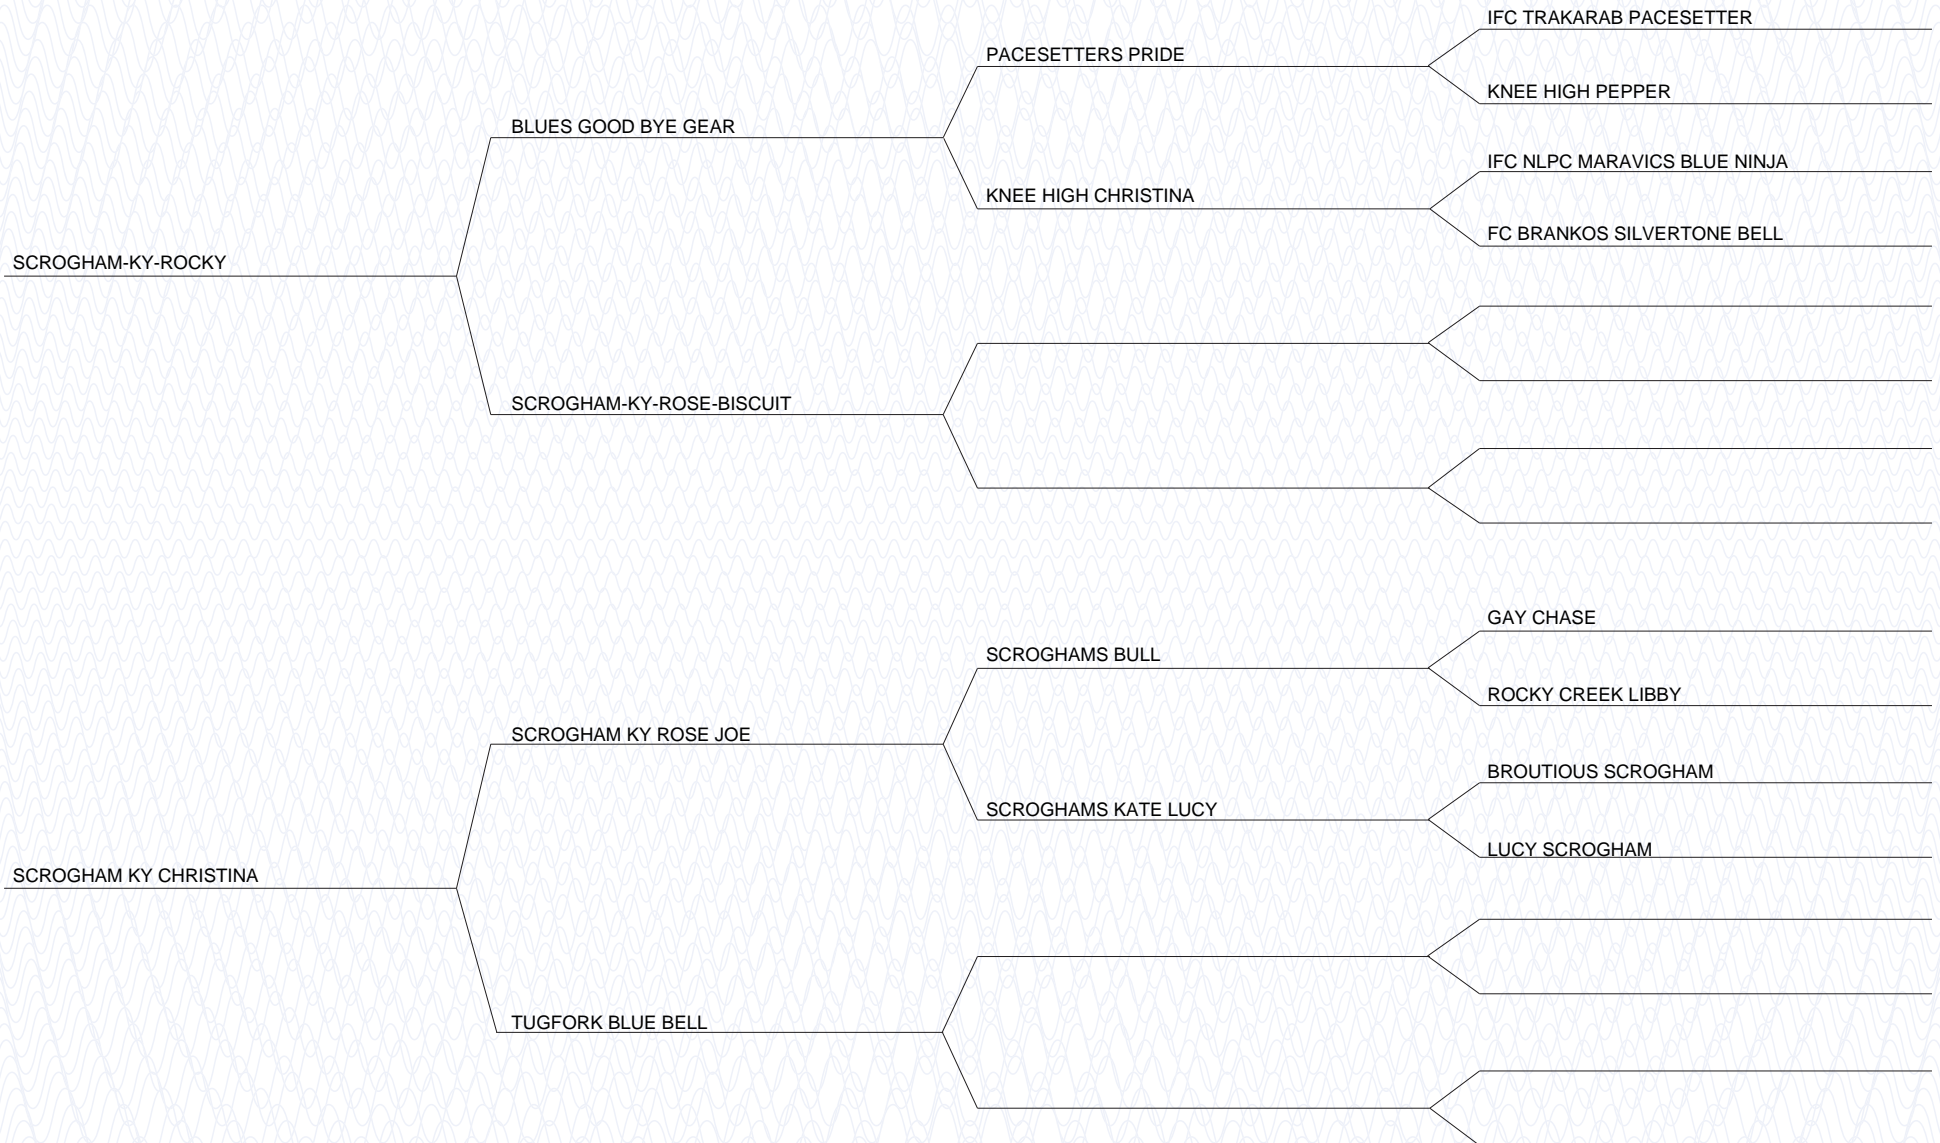 IFC TRAKARAB PACESETTER
PACESETTERS PRIDE
KNEE HIGH PEPPER
BLUES GOOD BYE GEAR
IFC NLPC MARAVICS BLUE NINJA
KNEE HIGH CHRISTINA
FC BRANKOS SILVERTONE BELL
SCROGHAM-KY-ROCKY
SCROGHAM-KY-ROSE-BISCUIT
GAY CHASE
SCROGHAMS BULL
ROCKY CREEK LIBBY
SCROGHAM KY ROSE JOE
BROUTIOUS SCROGHAM
SCROGHAMS KATE LUCY
LUCY SCROGHAM
SCROGHAM KY CHRISTINA
TUGFORK BLUE BELL